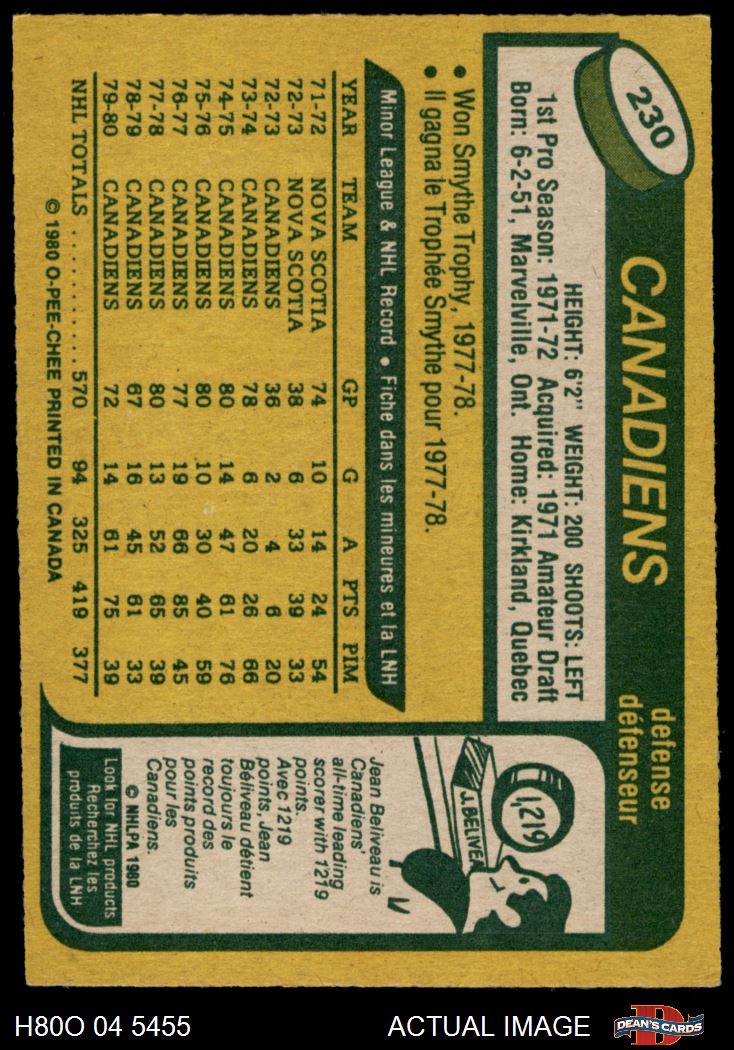 230
CANADIENS
defense
défenseur
HEIGHT: 6'2" WEIGHT: 200 SHOOTS: LEFT
1st Pro Season: 1971-72 Acquired: 1971 Amateur Draft
Born: 6-2-51, Marvelville, Ont. Home: Kirkland, Quebec
• Won Smythe Trophy, 1977-78.
• Il gagna le Trophée Smythe pour 1977-78.
Minor League & NHL Record • Fiche dans les mineures et la LNH
YEAR TEAM GP G A PTS PIM
71-72 NOVA SCOTIA 74 10 14 24 54
72-73 NOVA SCOTIA 38 6 33 39 33
72-73 CANADIENS 36 2 4 6 20
73-74 CANADIENS 78 6 20 26 66
74-75 CANADIENS 80 14 47 61 76
75-76 CANADIENS 80 10 30 40 59
76-77 CANADIENS 77 19 66 85 45
77-78 CANADIENS 80 13 52 65 39
78-79 CANADIENS 67 16 45 61 33
79-80 CANADIENS 72 14 61 75 39
NHL TOTALS .......... 570 94 325 419 377
© 1980 O-PEE-CHEE PRINTED IN CANADA
1,219
J. BELIVEA
Jean Beliveau is
Canadiens'
all-time leading
scorer with 1219
points.
Avec 1219
points, Jean
Béliveau détient
toujours le
record des
points produits
pour les
Canadiens.
© NHLPA 1980
Look for NHL products
Recherchez les
produits de la LNH
H80O 04 5455
ACTUAL IMAGE
D
DEAN'S CARDS